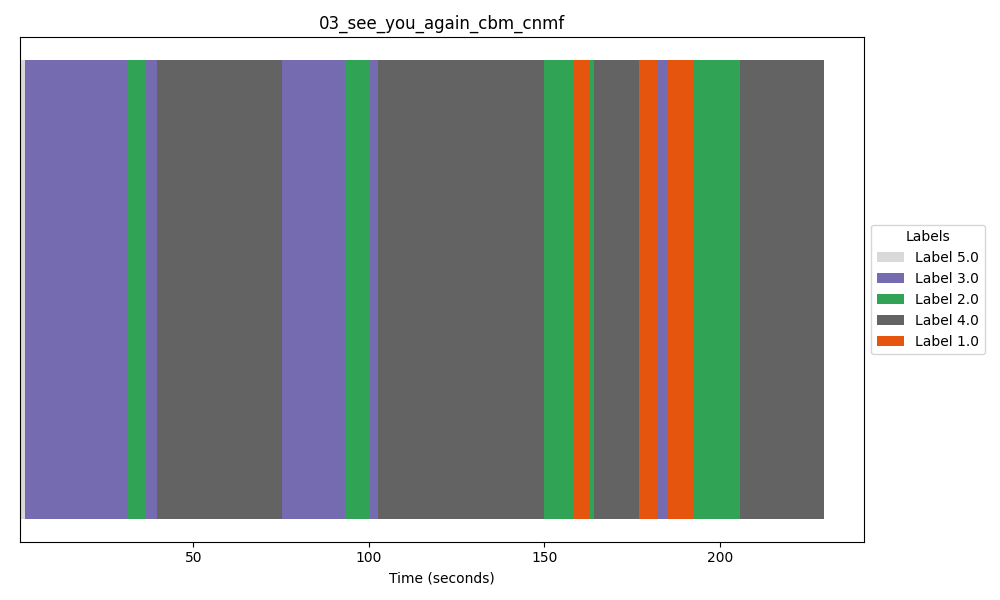 03_see_you_again_cbm_cnmf
Labels
Label 5.0
Label 3.0
Label 2.0
Label 4.0
Label 1.0
50
100
150
200
Time (seconds)